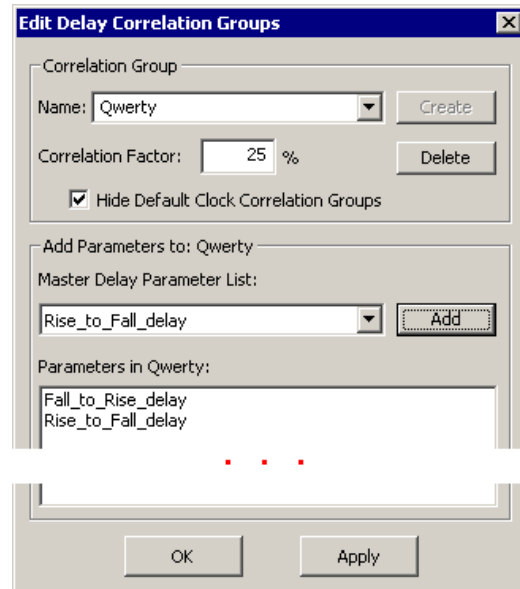 Edit Delay Correlation Groups
Correlation Group
Name: Qwerty Create
Correlation Factor: 25 % Delete
Hide Default Clock Correlation Groups
Add Parameters to: Qwerty
Master Delay Parameter List:
Rise_to_Fall_delay Add
Parameters in Qwerty:
Fall_to_Rise_delay
Rise_to_Fall_delay
. . .
OK Apply